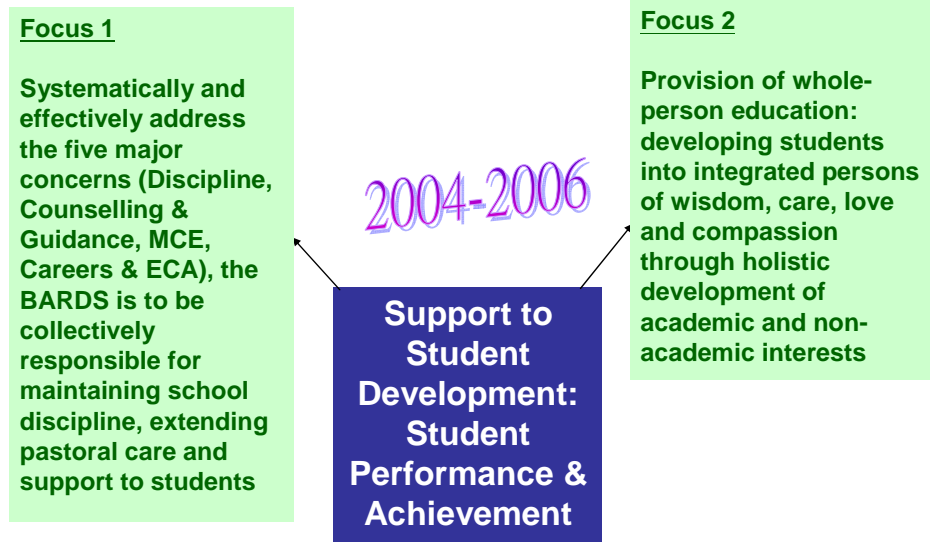 Focus 1
Systematically and
effectively address
the five major
concerns (Discipline,
Counselling &
Guidance, MCE,
Careers & ECA), the
BARDS is to be
collectively
responsible for
maintaining school
discipline, extending
pastoral care and
support to students
2004-2006
Support to
Student
Development:
Student
Performance &
Achievement
Focus 2
Provision of whole-
person education:
developing students
into integrated persons
of wisdom, care, love
and compassion
through holistic
development of
academic and non-
academic interests